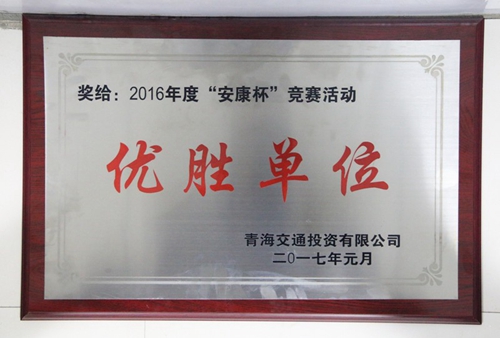 奖给：2016年度“安康杯”竞赛活动
优胜单位
青海交通投资有限公司
二〇一七年元月